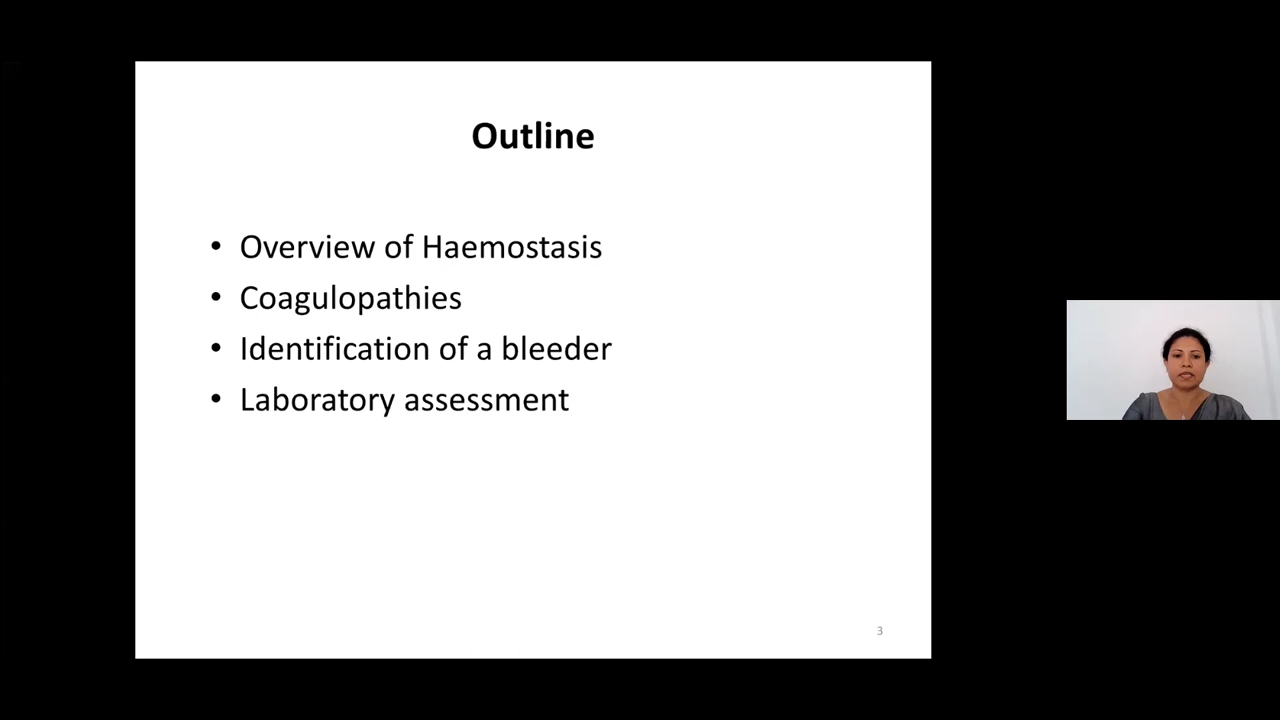 Outline
• Overview of Haemostasis
• Coagulopathies
• Identification of a bleeder
• Laboratory assessment
3